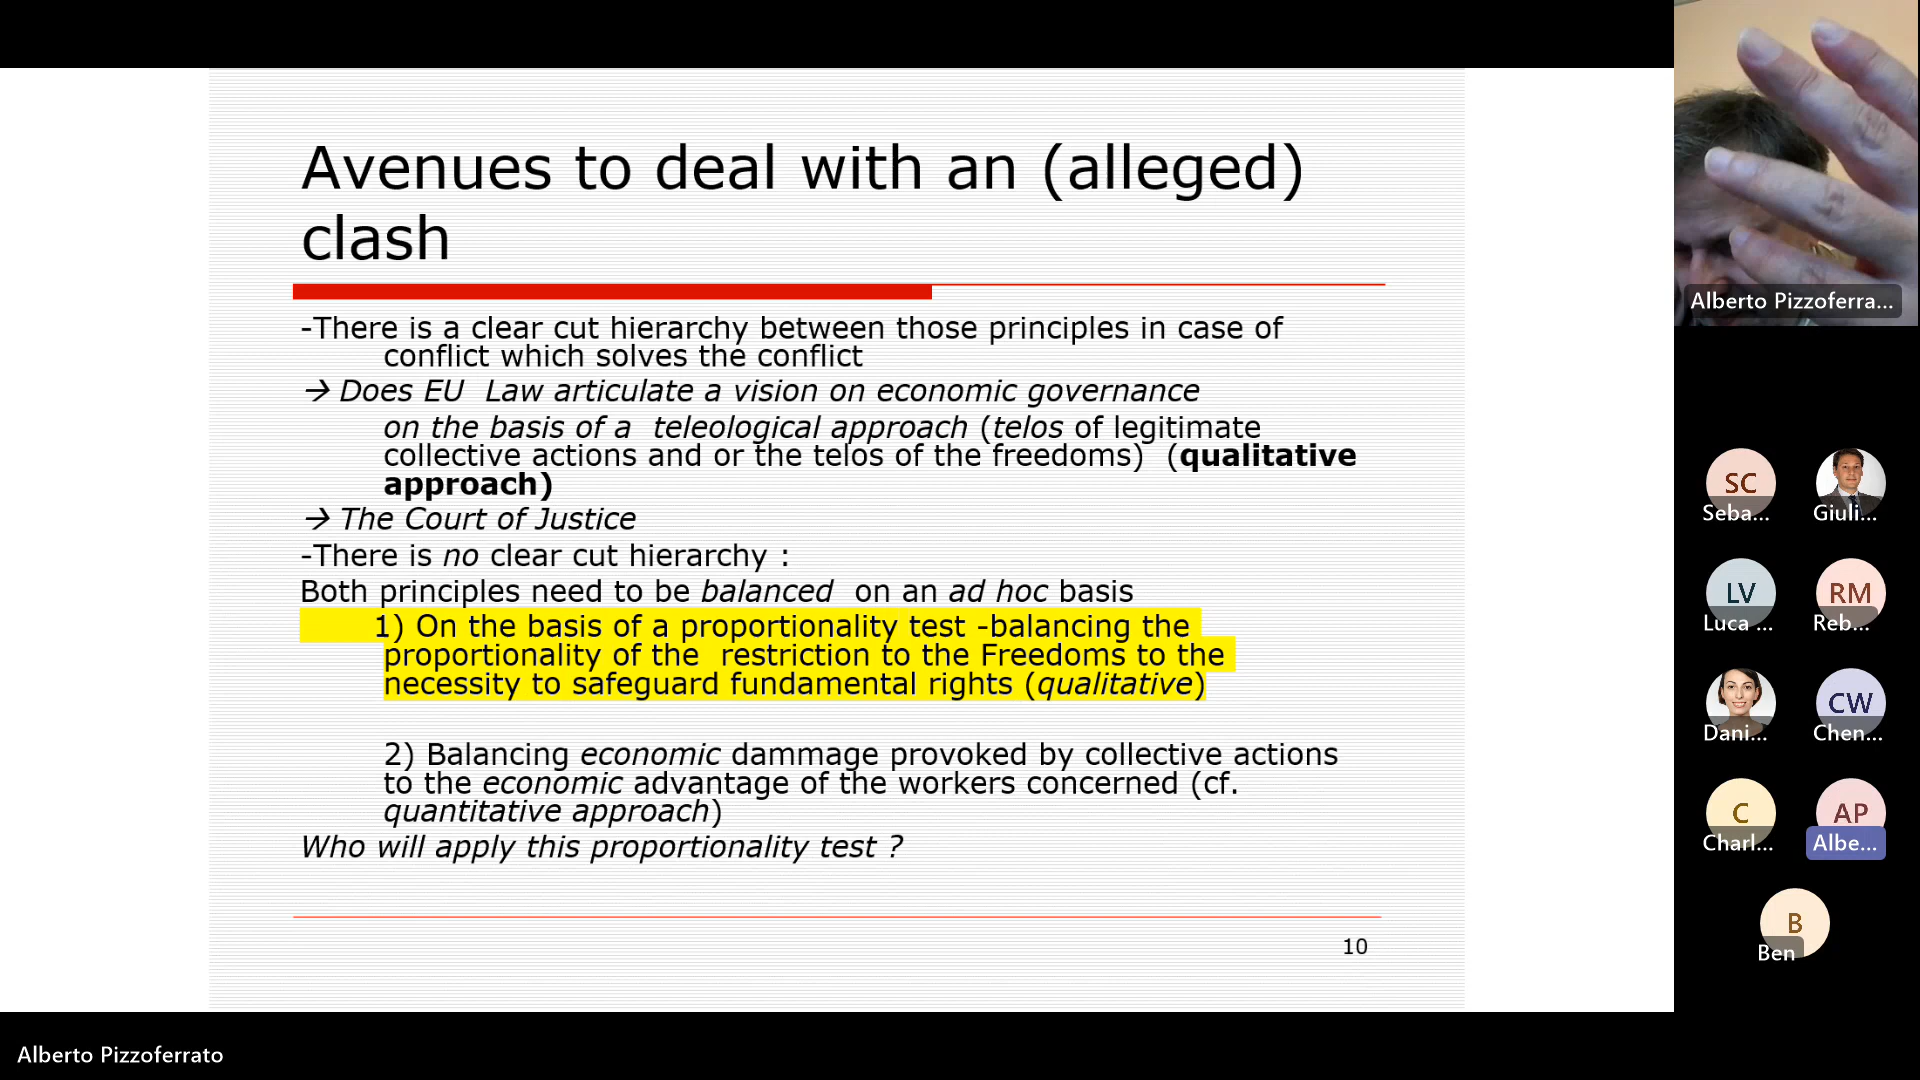 Avenues to deal with an (alleged)
clash
-There is a clear cut hierarchy between those principles in case of
conflict which solves the conflict
→ Does EU  Law articulate a vision on economic governance
on the basis of a  teleological approach (telos of legitimate
collective actions and or the telos of the freedoms)  (qualitative
approach)
→ The Court of Justice
-There is no clear cut hierarchy :
Both principles need to be balanced  on an ad hoc basis
1) On the basis of a proportionality test -balancing the
proportionality of the  restriction to the Freedoms to the
necessity to safeguard fundamental rights (qualitative)
2) Balancing economic dammage provoked by collective actions
to the economic advantage of the workers concerned (cf.
quantitative approach)
Who will apply this proportionality test ?
10
Alberto Pizzoferra...
SC
Seba...
Giuli...
LV
Luca ...
RM
Reb...
Dani...
CW
Chen...
C
Charl...
AP
Albe...
B
Ben
Alberto Pizzoferrato